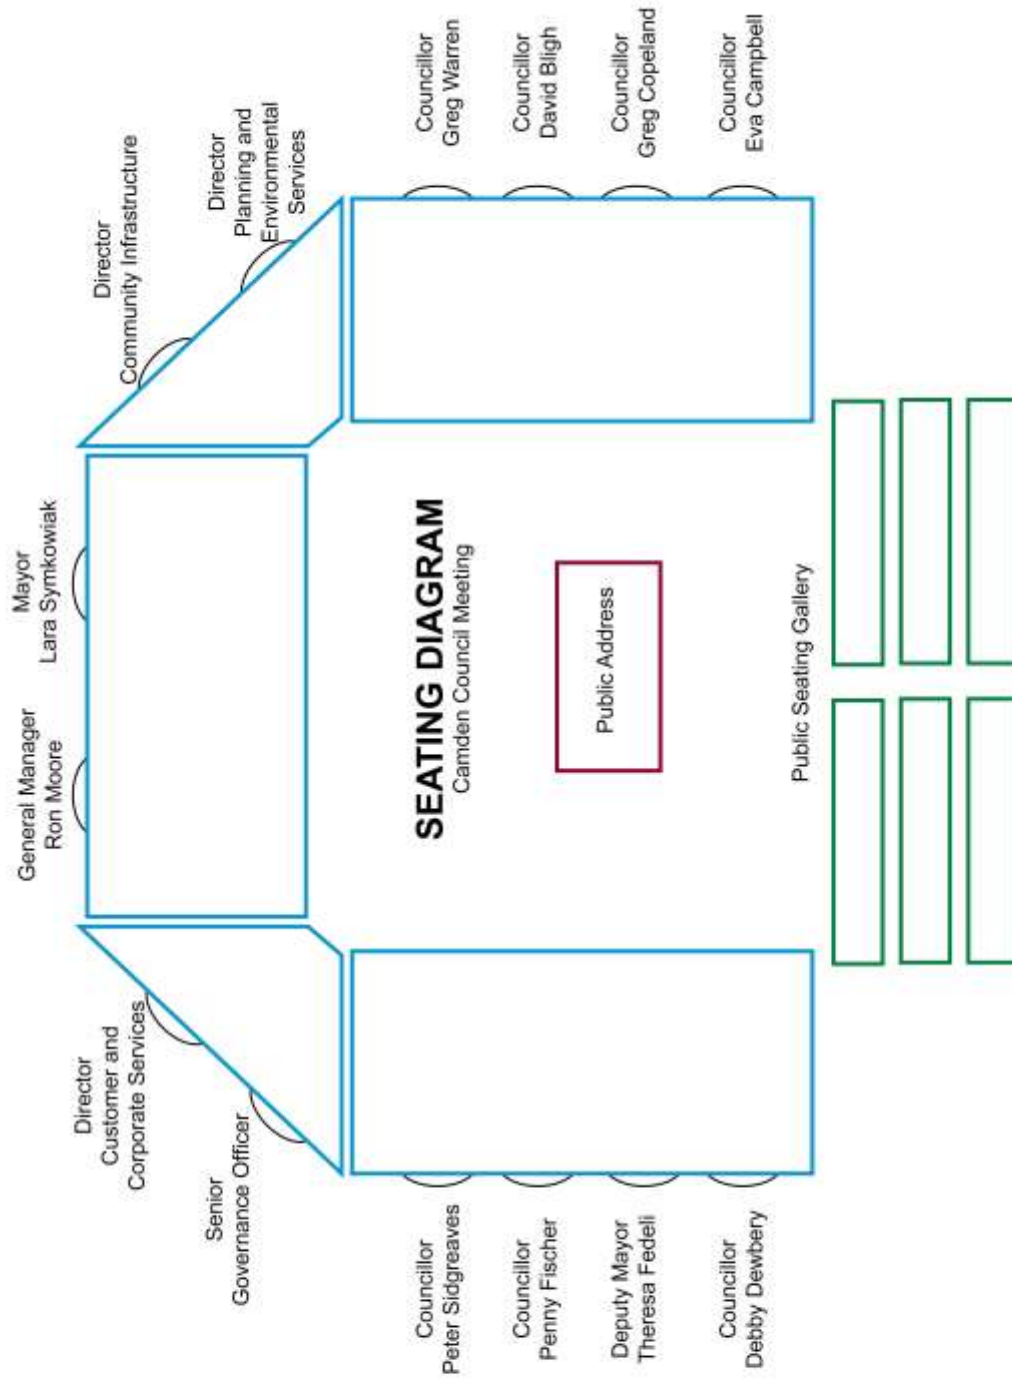 General Manager
Ron Moore
Mayor
Lara Symkowiak
Director
Customer and
Corporate Services
Director
Community Infrastructure
Senior
Governance Officer
Director
Planning and
Environmental
Services
SEATING DIAGRAM
Camden Council Meeting
Councillor
Peter Sidgreaves
Councillor
Greg Warren
Councillor
Penny Fischer
Councillor
David Bligh
Public Address
Deputy Mayor
Theresa Fedeli
Councillor
Greg Copeland
Councillor
Debby Dewbery
Councillor
Eva Campbell
Public Seating Gallery